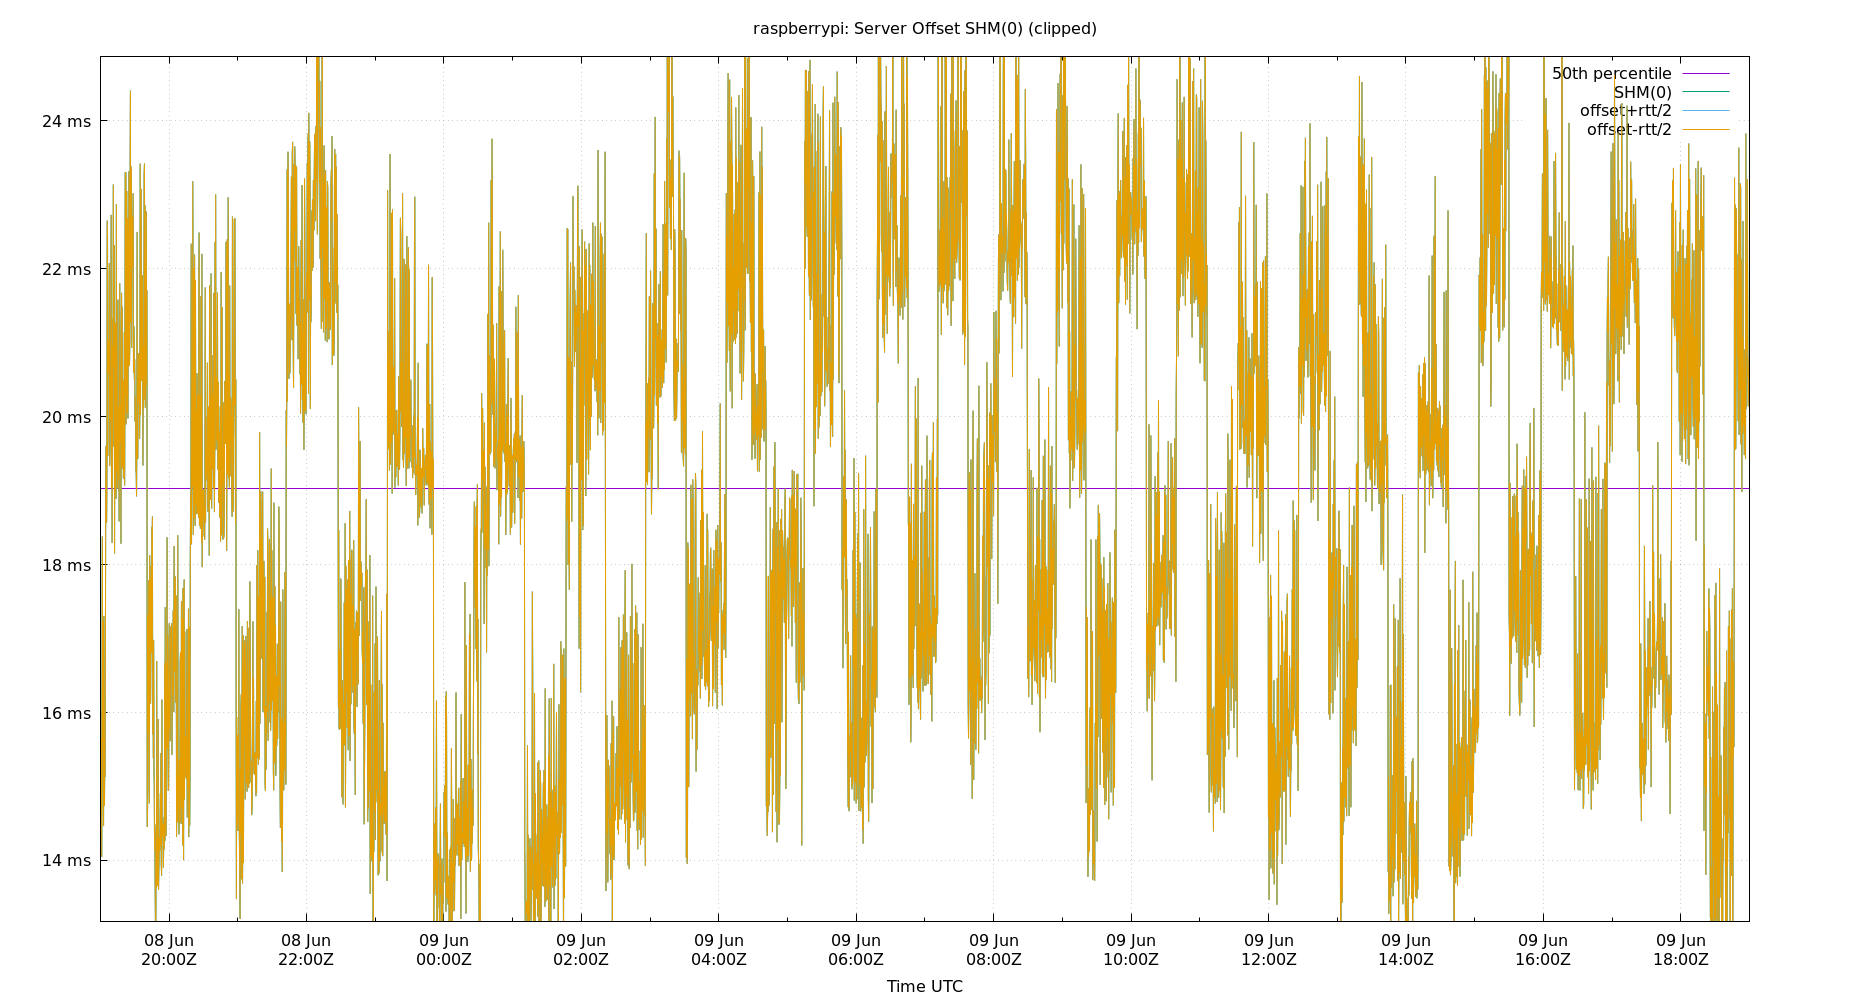 raspberrypi: Server Offset SHM(0) (clipped)
50th percentile
SHM(0)
offset+rtt/2
offset-rtt/2
24 ms
22 ms
20 ms
18 ms
16 ms
14 ms
08 Jun 08 Jun 09 Jun 09 Jun 09 Jun 09 Jun 09 Jun 09 Jun 09 Jun 09 Jun 09 Jun 09 Jun
20:00Z 22:00Z 00:00Z 02:00Z 04:00Z 06:00Z 08:00Z 10:00Z 12:00Z 14:00Z 16:00Z 18:00Z
Time UTC